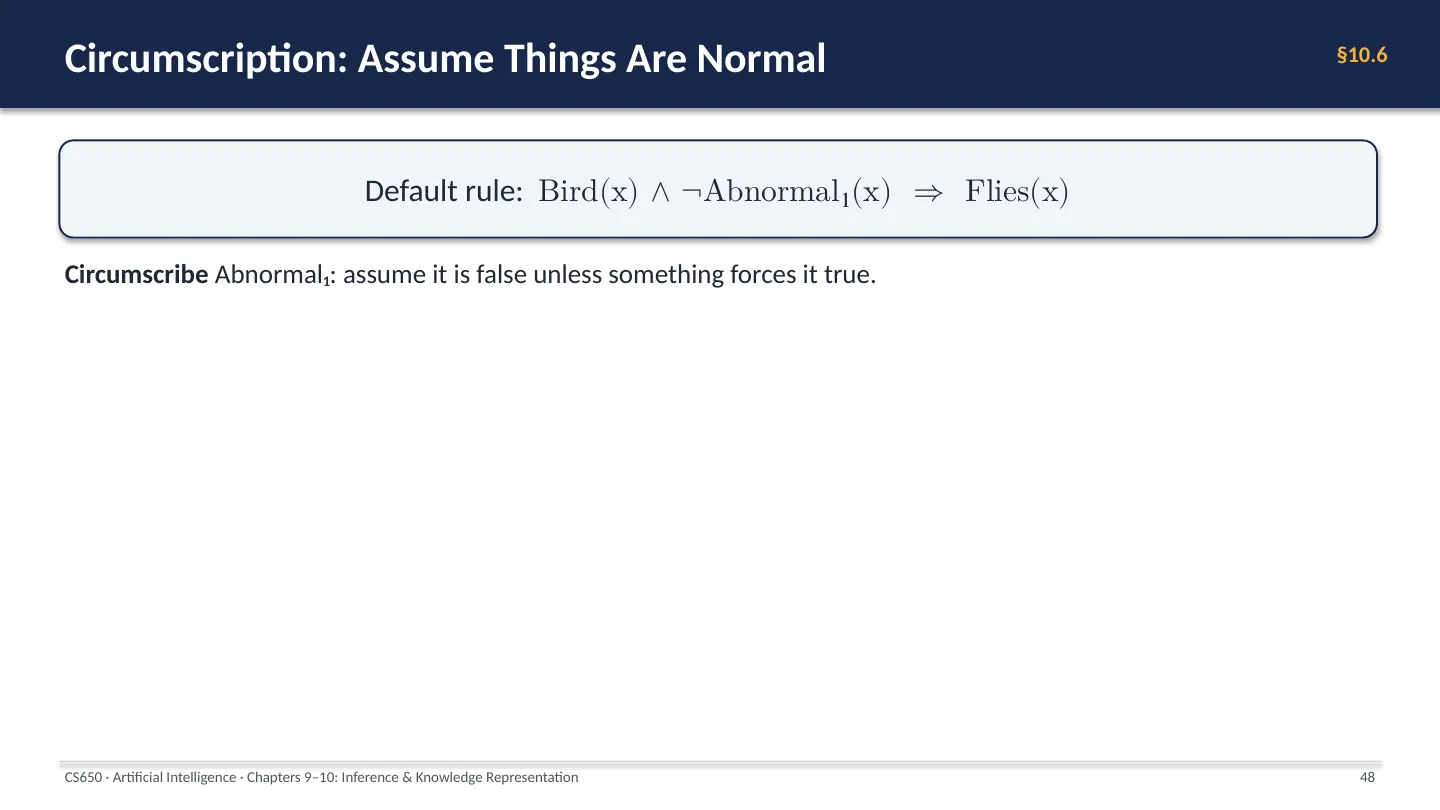 Circumscription: Assume Things Are Normal
§10.6
Default rule: Bird(x) ∧ ¬Abnormal₁(x) ⇒ Flies(x)
Circumscribe Abnormal₁: assume it is false unless something forces it true.
CS650 · Artificial Intelligence · Chapters 9–10: Inference & Knowledge Representation
48